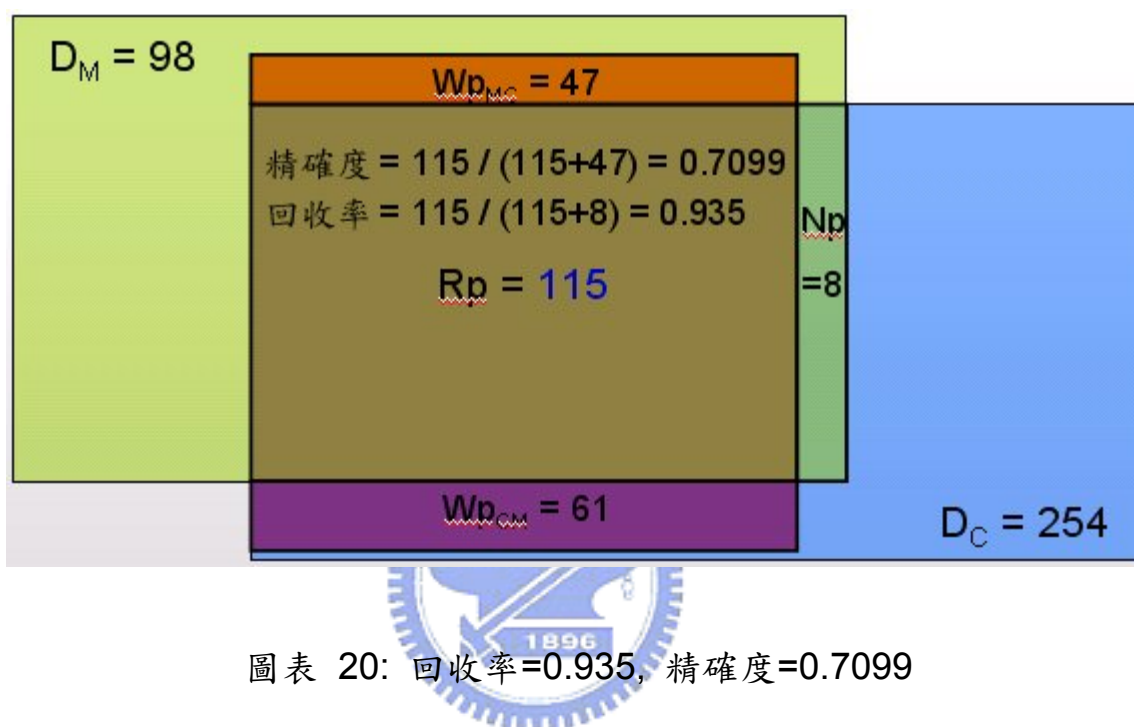 D_M = 98
Wp_MC = 47
精確度 = 115 / (115+47) = 0.7099
回收率 = 115 / (115+8) = 0.935
Np
Rp = 115
=8
Wp_CM = 61
D_C = 254
1896
圖表 20: 回收率=0.935, 精確度=0.7099